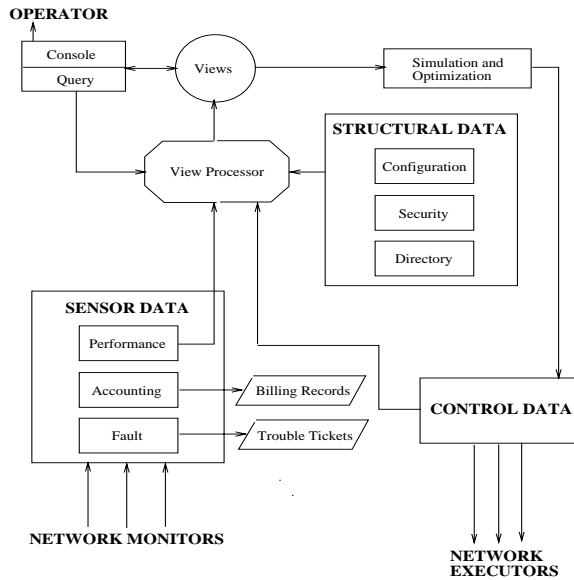 OPERATOR
Console
Query
Views
Simulation and
Optimization
View Processor
STRUCTURAL DATA
Configuration
Security
Directory
SENSOR DATA
Performance
Accounting
Fault
Billing Records
Trouble Tickets
CONTROL DATA
NETWORK MONITORS
NETWORK
EXECUTORS